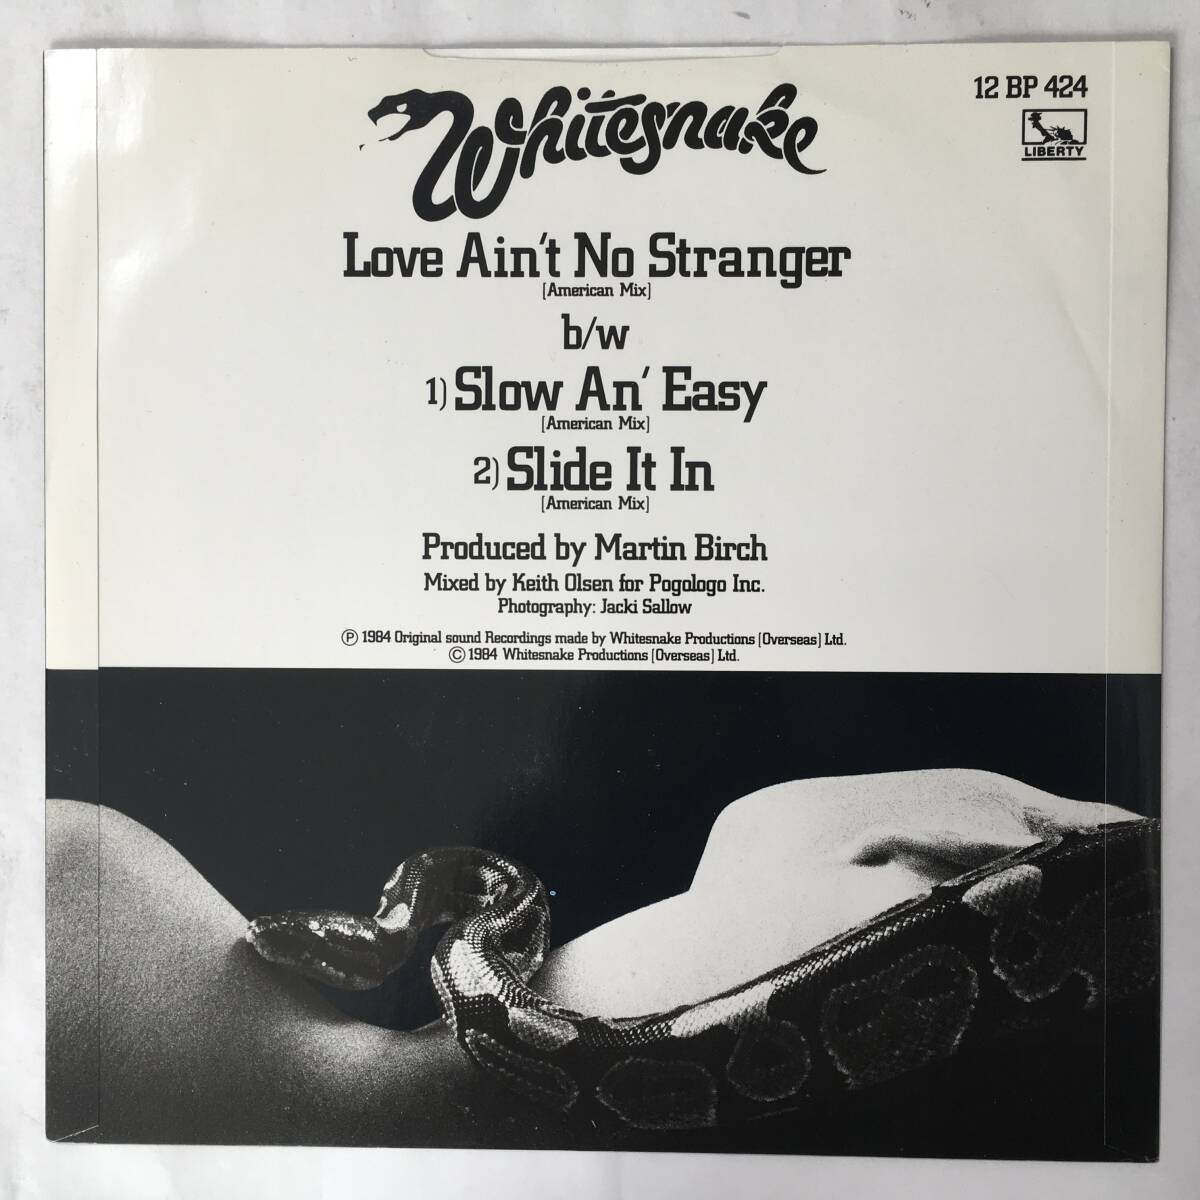 12 BP 424
LIBERTY
Whitesnake
Love Ain't No Stranger
[American Mix]
b/w
1) Slow An' Easy
[American Mix]
2) Slide It In
[American Mix]
Produced by Martin Birch
Mixed by Keith Olsen for Pogologo Inc.
Photography: Jacki Sallow
Ⓟ 1984 Original sound Recordings made by Whitesnake Productions [Overseas] Ltd.
© 1984 Whitesnake Productions [Overseas] Ltd.